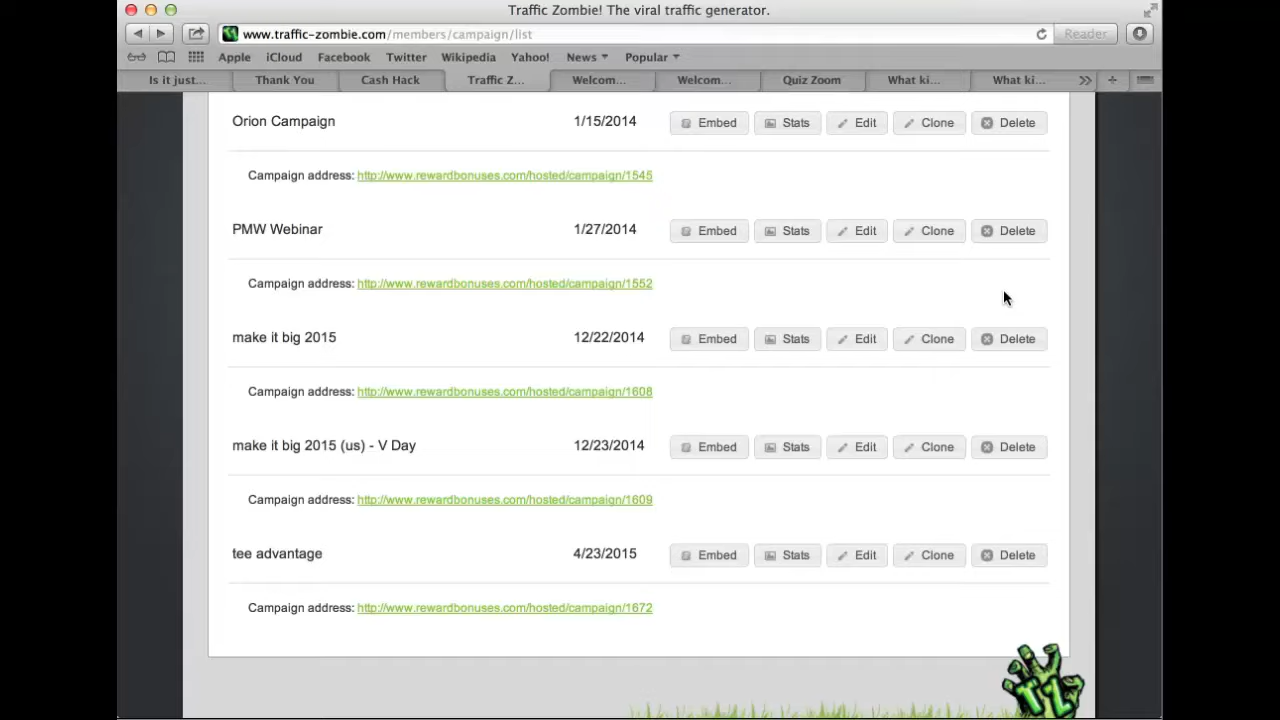 Traffic Zombie! The viral traffic generator.
www.traffic-zombie.com/members/campaign/list
Reader
Apple iCloud Facebook Twitter Wikipedia Yahoo! News Popular
Is it just... Thank You Cash Hack Traffic Z... Welcom... Welcom... Quiz Zoom What ki... What ki...
Orion Campaign 1/15/2014 Embed Stats Edit Clone Delete
Campaign address: http://www.rewardbonuses.com/hosted/campaign/1545
PMW Webinar 1/27/2014 Embed Stats Edit Clone Delete
Campaign address: http://www.rewardbonuses.com/hosted/campaign/1552
make it big 2015 12/22/2014 Embed Stats Edit Clone Delete
Campaign address: http://www.rewardbonuses.com/hosted/campaign/1608
make it big 2015 (us) - V Day 12/23/2014 Embed Stats Edit Clone Delete
Campaign address: http://www.rewardbonuses.com/hosted/campaign/1609
tee advantage 4/23/2015 Embed Stats Edit Clone Delete
Campaign address: http://www.rewardbonuses.com/hosted/campaign/1672
TZ